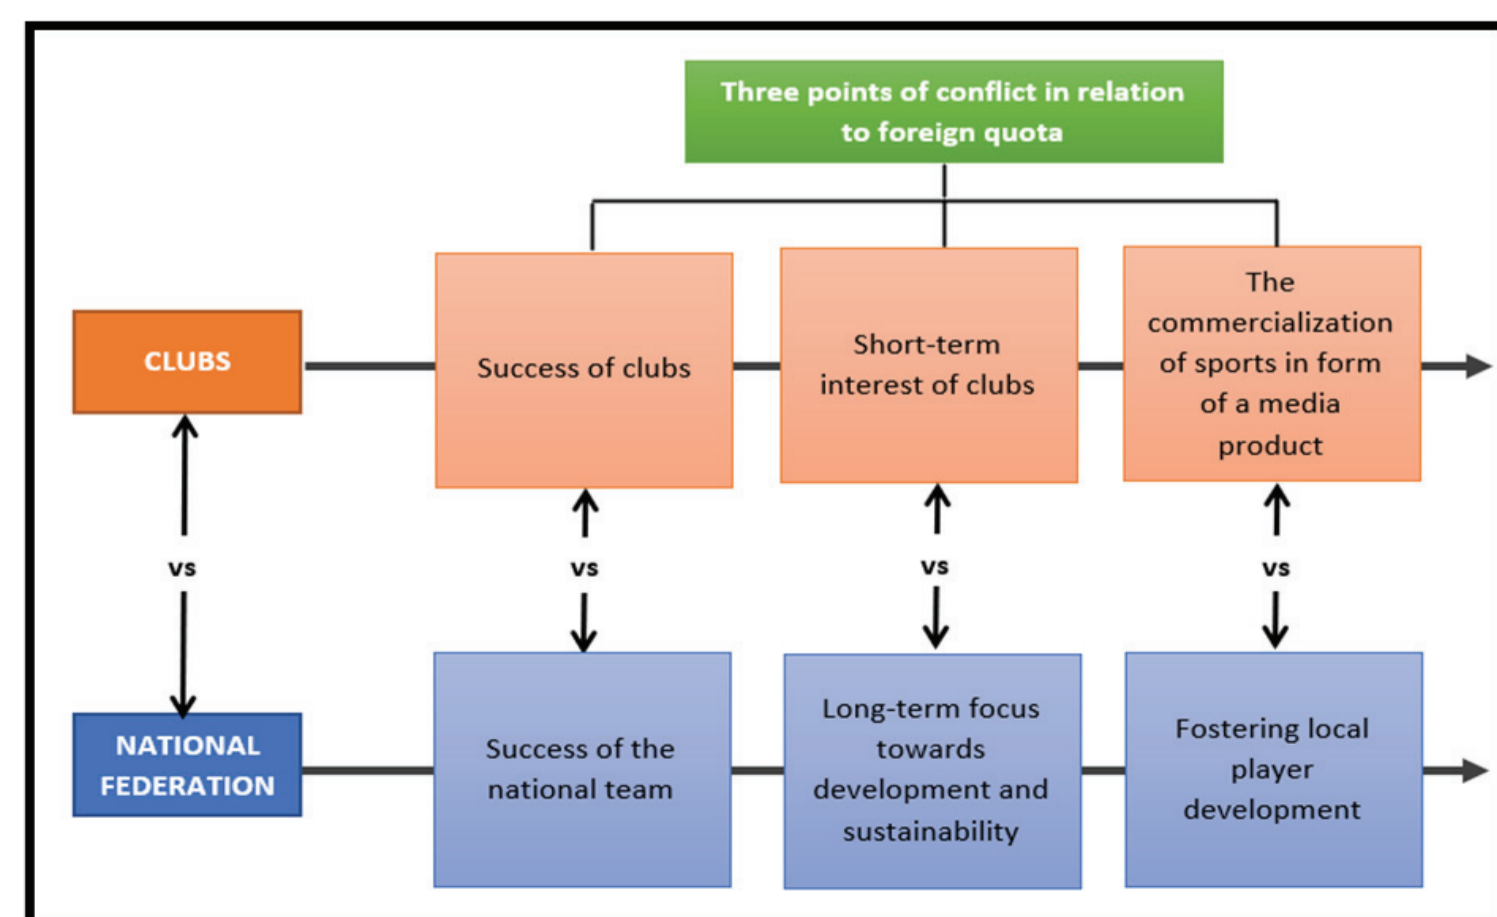 Three points of conflict in relation
to foreign quota
CLUBS
Success of clubs
Short-term
interest of clubs
The
commercialization
of sports in form
of a media
product
vs
vs
vs
vs
NATIONAL
FEDERATION
Success of the
national team
Long-term focus
towards
development and
sustainability
Fostering local
player
development